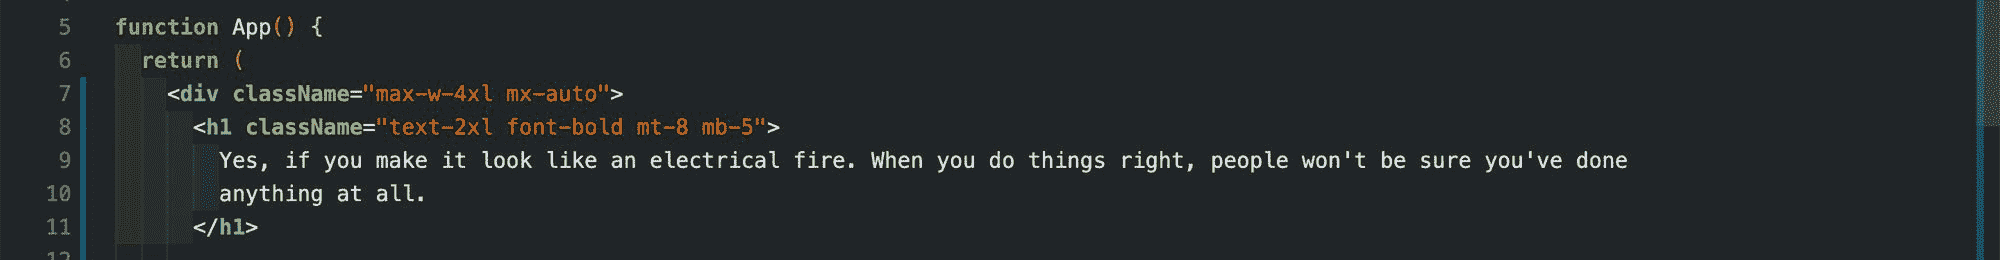 5 function App() {
6 return (
7 <div className="max-w-4xl mx-auto">
8 <h1 className="text-2xl font-bold mt-8 mb-5">
9 Yes, if you make it look like an electrical fire. When you do things right, people won't be sure you've done
10 anything at all.
11 </h1>